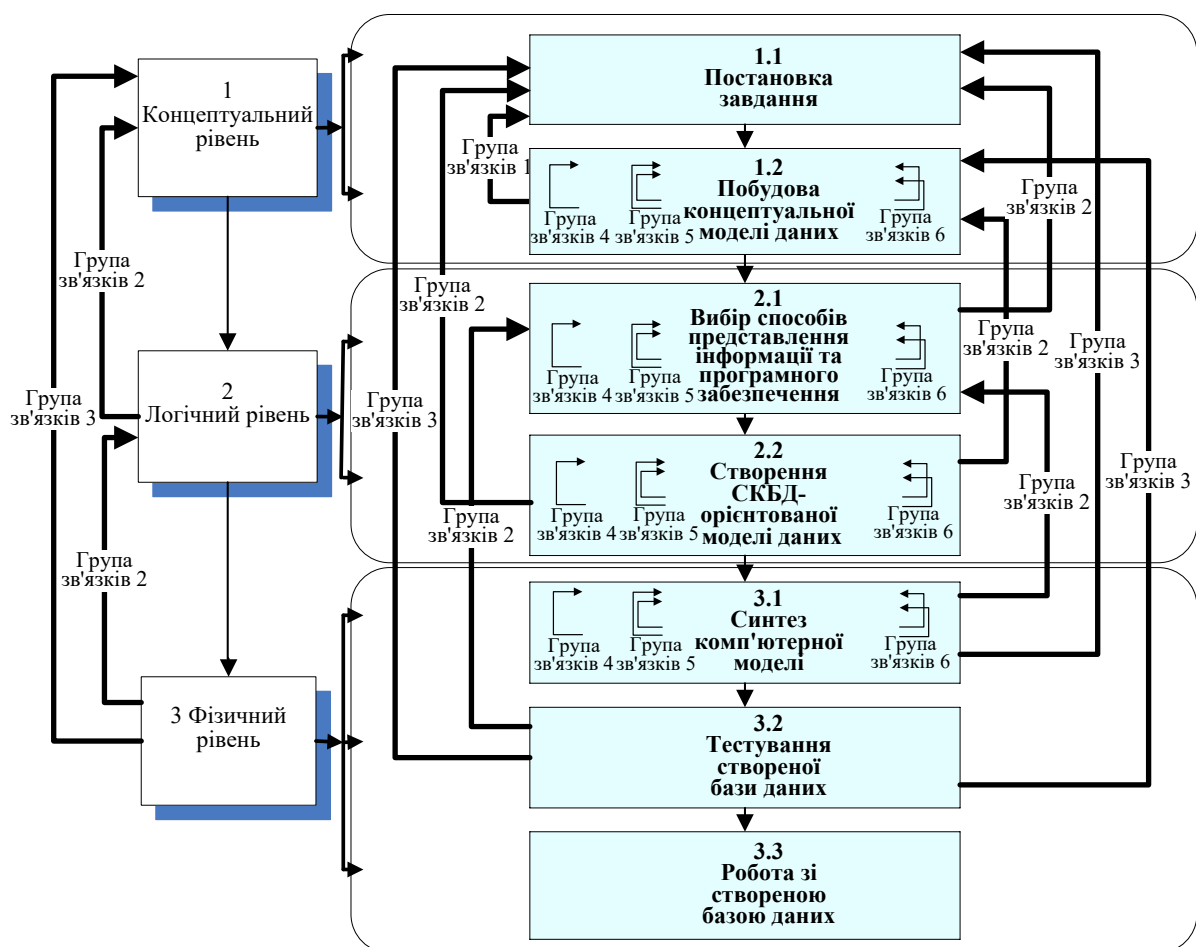 1
Концептуальний
рівень
Група
зв'язків 2
Група
зв'язків 3
2
Логічний рівень
Група
зв'язків 2
3 Фізичний
рівень
1.1
Постановка
завдання
Група
зв'язків 1
1.2
Побудова
концептуальної
моделі даних
Група
зв'язків 4
Група
зв'язків 5
Група
зв'язків 6
Група
зв'язків 2
Група
зв'язків 2
2.1
Вибір способів
представлення
інформації та
програмного
забезпечення
Група
зв'язків 4
Група
зв'язків 5
Група
зв'язків 6
Група
зв'язків 3
Група
зв'язків 2
Група
зв'язків 3
2.2
Створення
СКБД-
орієнтованої
моделі даних
Група
зв'язків 4
Група
зв'язків 5
Група
зв'язків 6
Група
зв'язків 2
Група
зв'язків 2
Група
зв'язків 3
3.1
Синтез
комп'ютерної
моделі
Група
зв'язків 4
Група
зв'язків 5
Група
зв'язків 6
3.2
Тестування
створеної
бази даних
3.3
Робота зі
створеною
базою даних